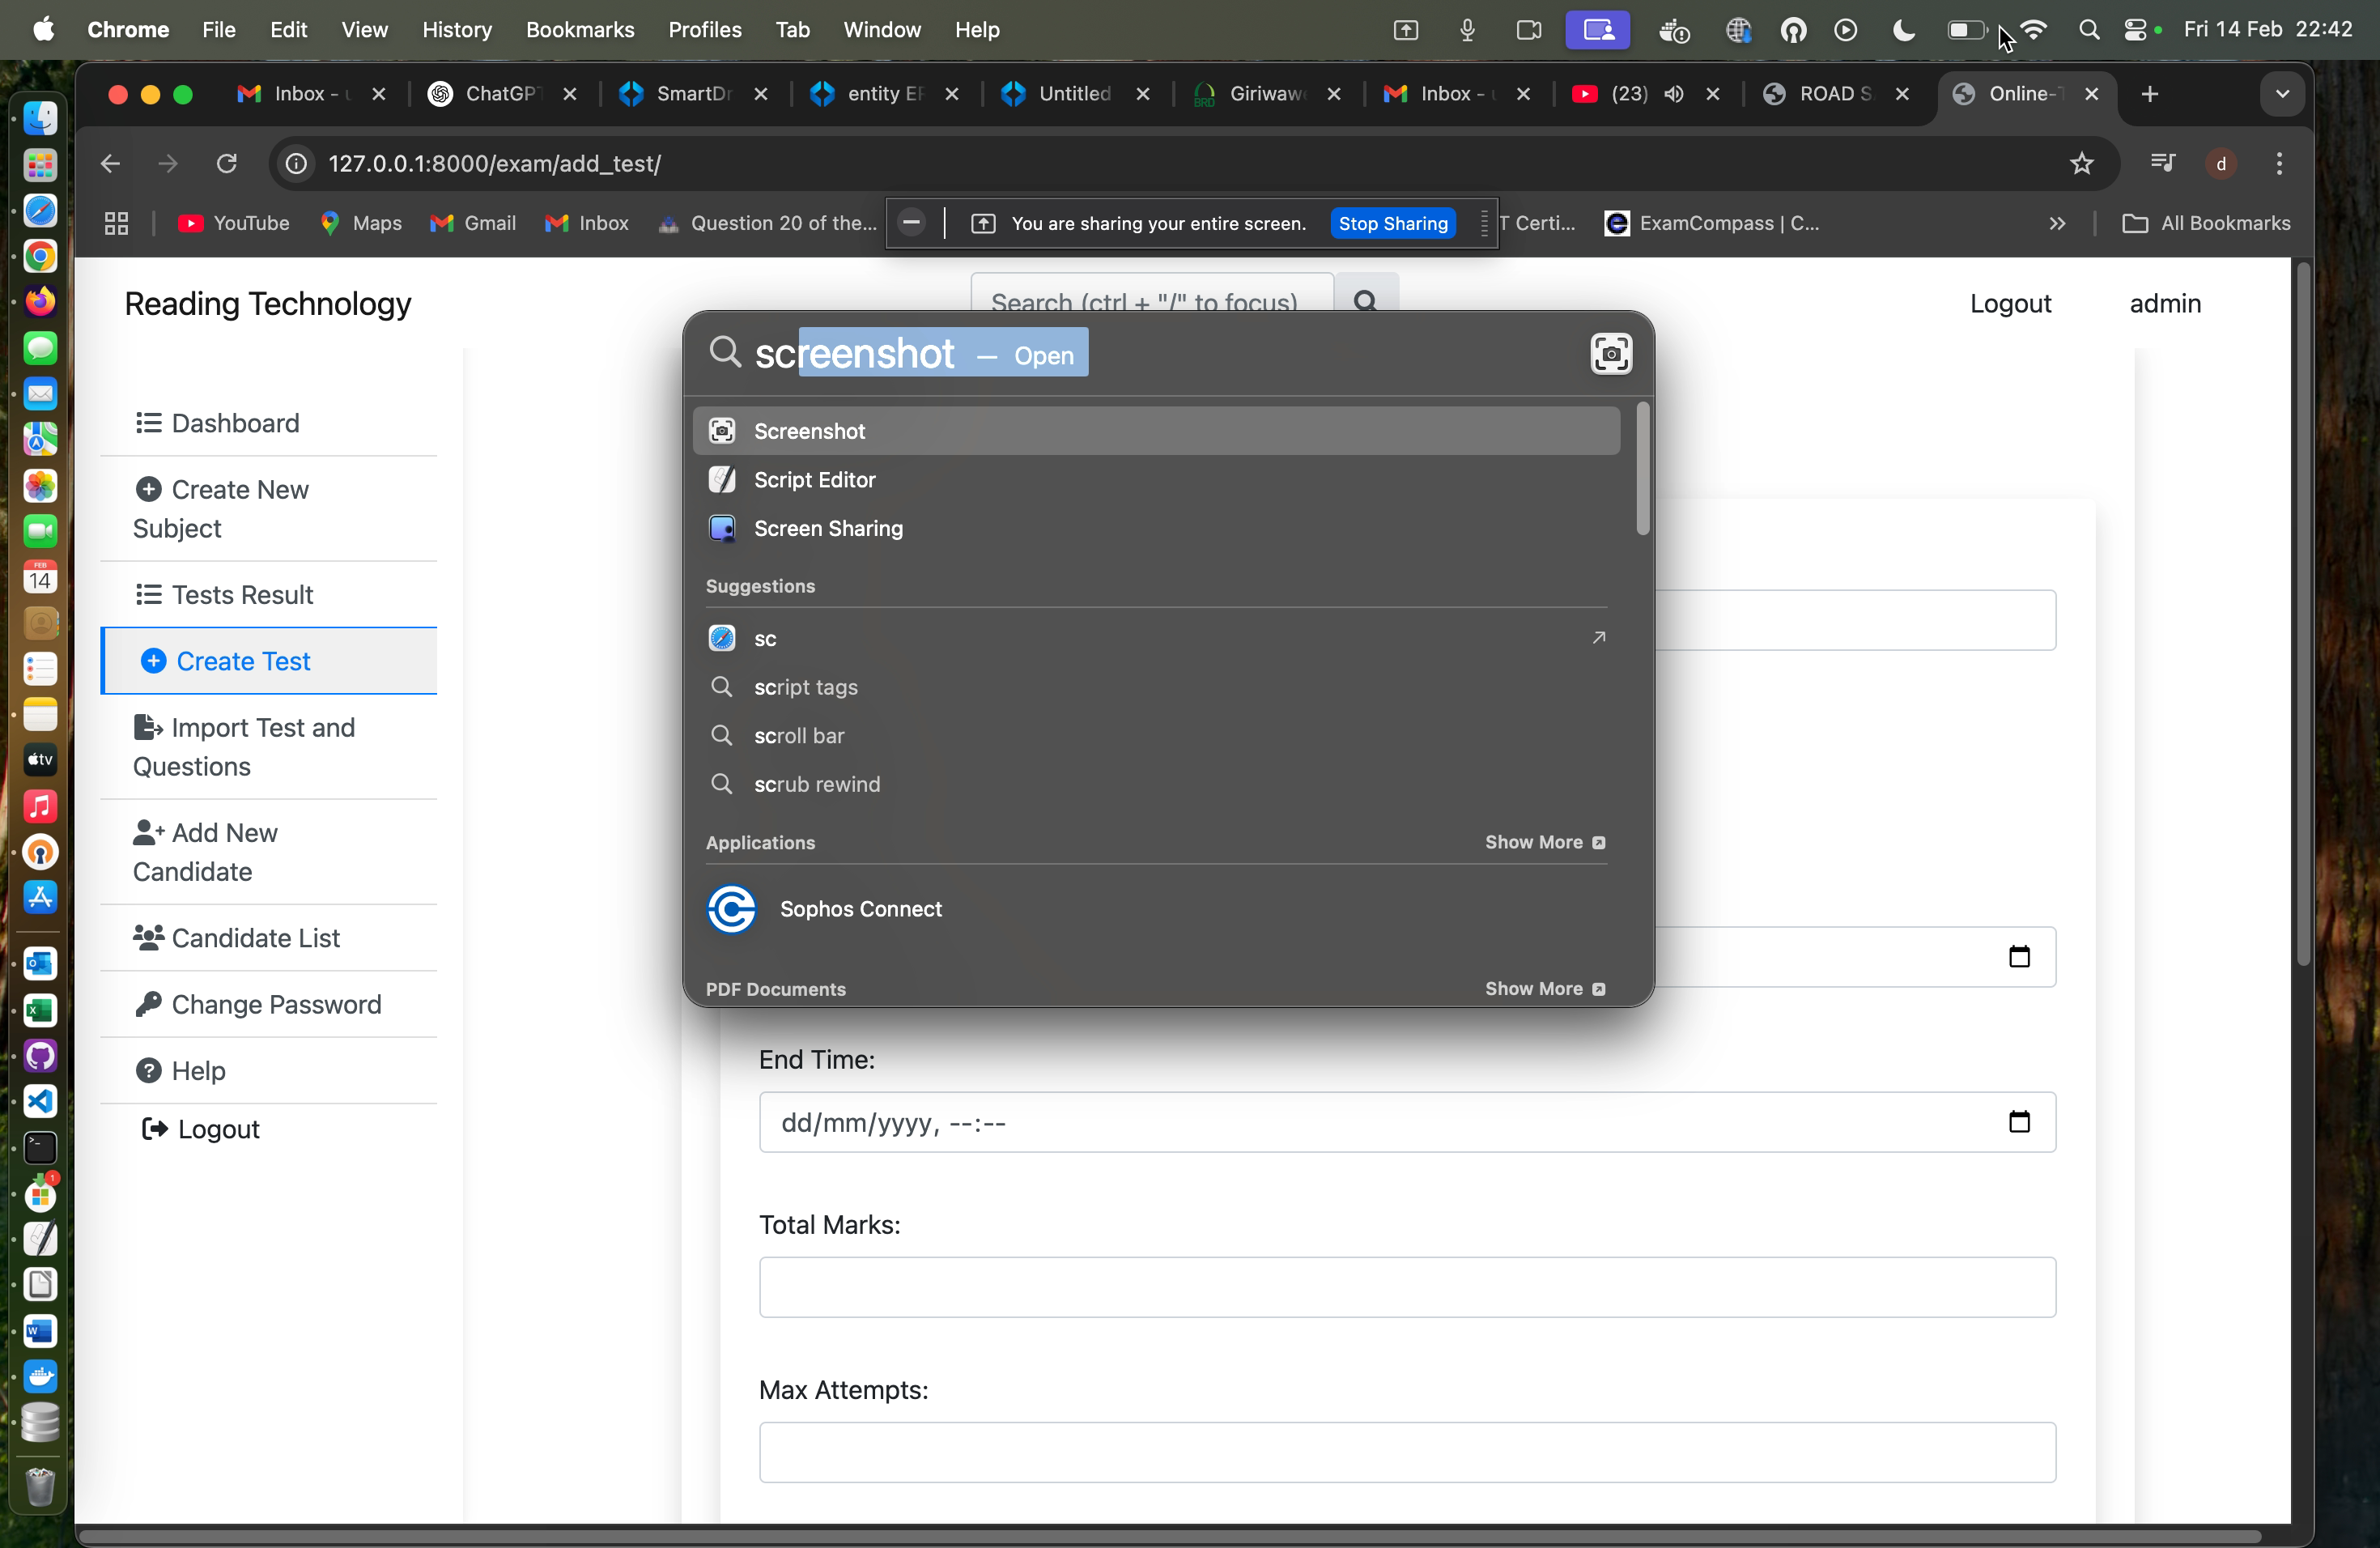 Chrome File Edit View History Bookmarks Profiles Tab Window Help Fri 14 Feb 22:42
Inbox - ChatGP SmartDr entity Untitled Giriwaw Inbox - (23) ROAD S Online-
127.0.0.1:8000/exam/add_test/ d
YouTube Maps Gmail Inbox Question 20 of the... You are sharing your entire screen. Stop Sharing T Certi... ExamCompass | C... All Bookmarks
Reading Technology Search (ctrl + "/" to focus) Logout admin
Dashboard
Create New
Subject
Tests Result
Create Test
Import Test and
Questions
Add New
Candidate
Candidate List
Change Password
Help
Logout
screenshot — Open
Screenshot
Script Editor
Screen Sharing
Suggestions
sc
script tags
scroll bar
scrub rewind
Applications Show More
Sophos Connect
PDF Documents Show More
End Time:
dd/mm/yyyy, --:--
Total Marks:
Max Attempts:
FEB
14
tv
1